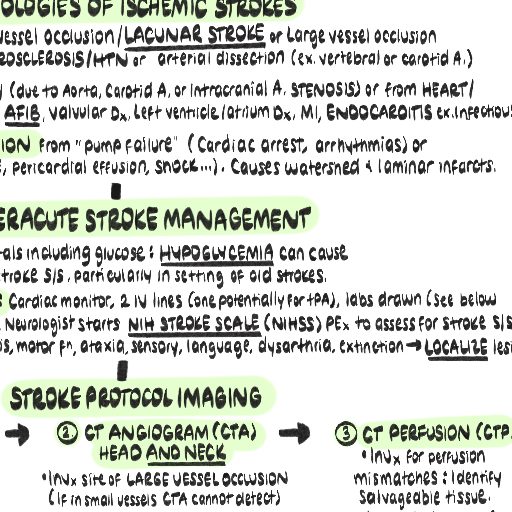 OLOGIES OF ISCHEMIC STROKES
vessel occlusion/LACUNAR STROKE or Large vessel occlusion
ROSCLEROSIS/HTN or arterial dissection (ex. vertebral or carotid A.)
(due to Aorta, Carotid A, or Intracranial A. STENOSIS) or from HEART/
AFIB, valvular Dx, Left ventricle/atrium Dx, MI, ENDOCARDITIS ex.Infectious
ION from "pump failure" (Cardiac arrest, arrhythmias) or
, pericardial effusion, shock...). Causes watershed & laminar infarcts.
ERACUTE STROKE MANAGEMENT
tals including glucose : HYPOGLYCEMIA can cause
troke S/S, particularly in setting of old strokes.
Cardiac monitor, 2 IV lines (one potentially for tPA), labs drawn (see below
Neurologist starts NIH STROKE SCALE (NIHSS) PEx to assess for stroke S/S
s, motor fn, ataxia, sensory, language, dysarthria, extinction → LOCALIZE lesi
STROKE PROTOCOL IMAGING
→ ② CT ANGIOGRAM (CTA) → ③ CT PERFUSION (CTP
HEAD AND NECK
• Invx for perfusion
• Invx site of LARGE VESSEL OCCLUSION mismatches : Identify
(If in small vessels CTA cannot detect) salvageable tissue.